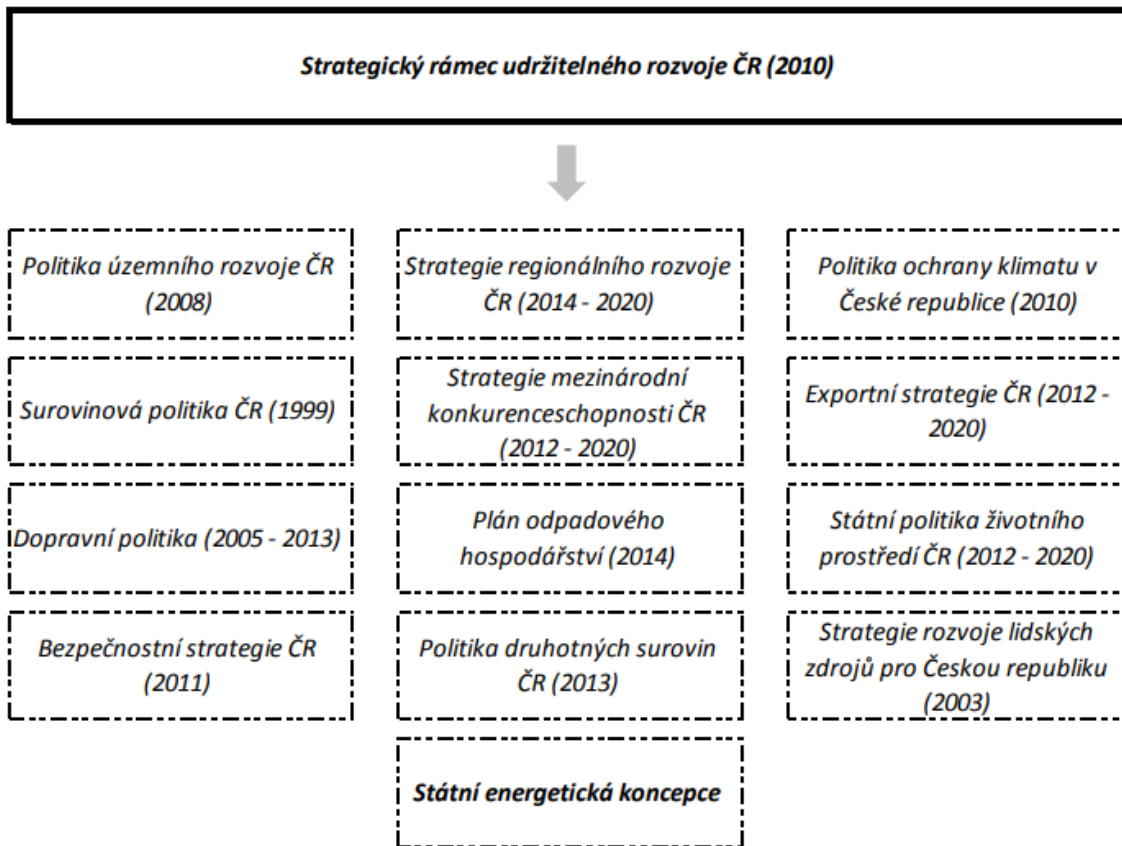 Strategický rámec udržitelného rozvoje ČR (2010)
Politika územního rozvoje ČR
(2008)
Strategie regionálního rozvoje
ČR (2014 - 2020)
Politika ochrany klimatu v
České republice (2010)
Surovinová politika ČR (1999)
Strategie mezinárodní
konkurenceschopnosti ČR
(2012 - 2020)
Exportní strategie ČR (2012 -
2020)
Dopravní politika (2005 - 2013)
Plán odpadového
hospodářství (2014)
Státní politika životního
prostředí ČR (2012 - 2020)
Bezpečnostní strategie ČR
(2011)
Politika druhotných surovin
ČR (2013)
Strategie rozvoje lidských
zdrojů pro Českou republiku
(2003)
Státní energetická koncepce